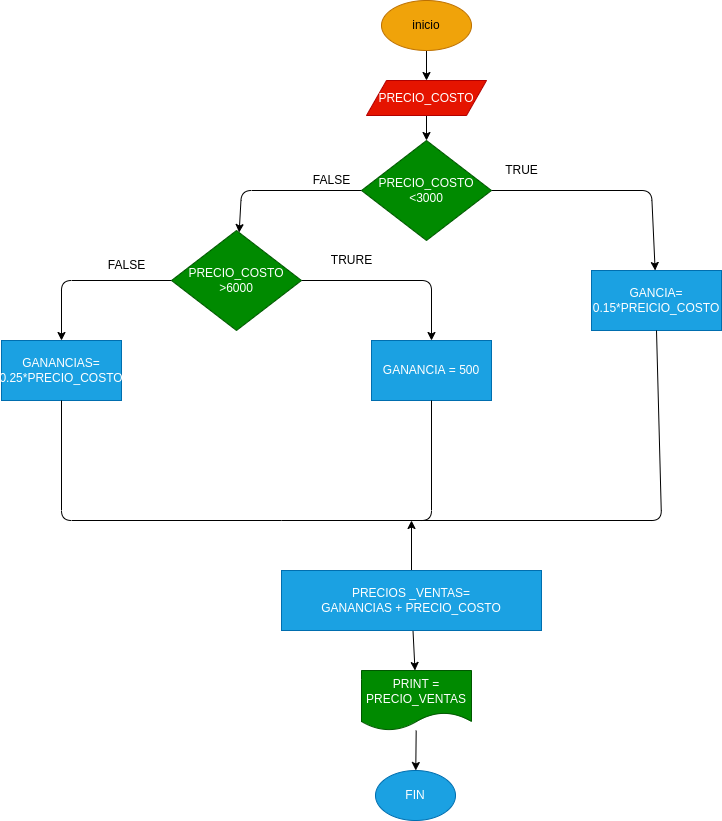 inicio
PRECIO_COSTO
PRECIO_COSTO
<3000
FALSE
TRUE
PRECIO_COSTO
>6000
FALSE
TRURE
GANCIA=
0.15*PREICIO_COSTO
GANANCIAS=
0.25*PRECIO_COSTO
GANANCIA = 500
PRECIOS _VENTAS=
GANANCIAS + PRECIO_COSTO
PRINT =
PRECIO_VENTAS
FIN